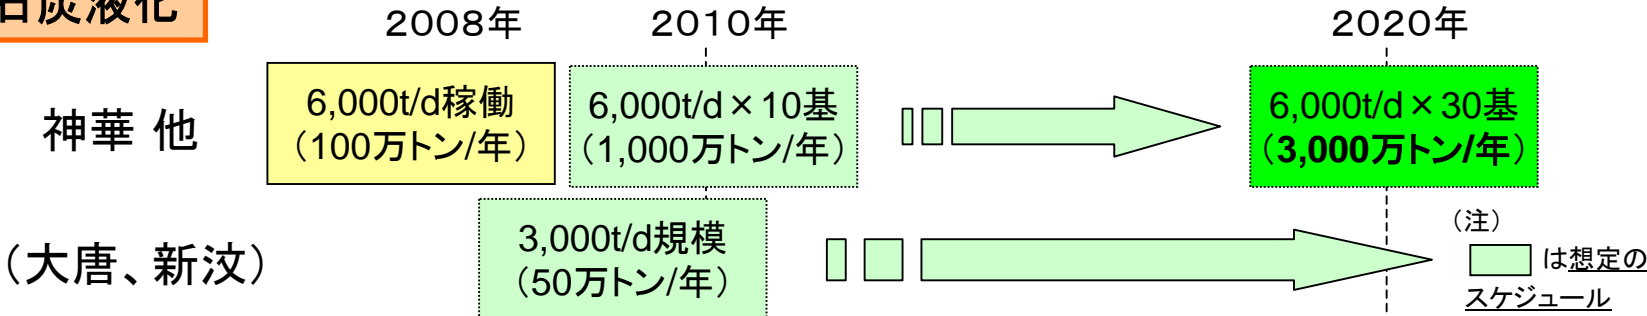 石炭液化
2008年 2010年 2020年
神華 他
6,000t/d稼働
（100万トン/年）
6,000t/d×10基
（1,000万トン/年）
6,000t/d×30基
（3,000万トン/年）
（大唐、新汶）
3,000t/d規模
（50万トン/年）
（注）
は想定の
スケジュール